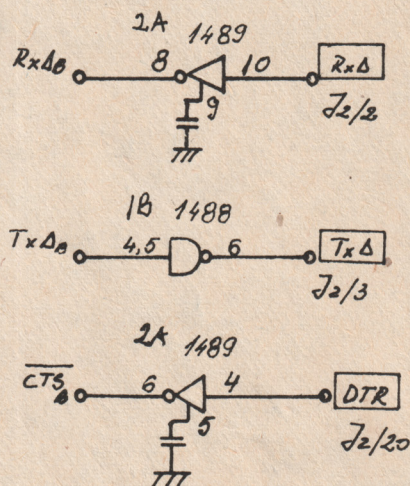 2A 1489
RxΔB 8 10 RxΔ
9 J2/2
1B 1488
TxΔB 4,5 6 TxΔ
J2/3
2A 1489
CTS B 6 4 DTR
5 J2/20